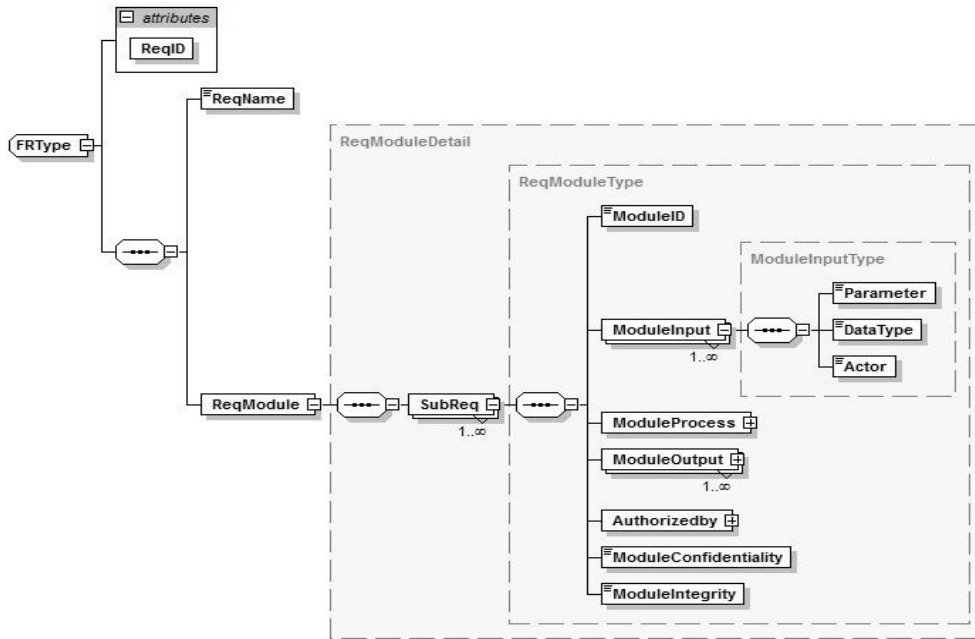 attributes
ReqID
ReqName
FRType
ReqModuleDetail
ReqModuleType
ModuleID
ModuleInputType
Parameter
ModuleInput
DataType
1..∞
Actor
ReqModule
SubReq
1..∞
ModuleProcess
ModuleOutput
1..∞
Authorizedby
ModuleConfidentiality
ModuleIntegrity